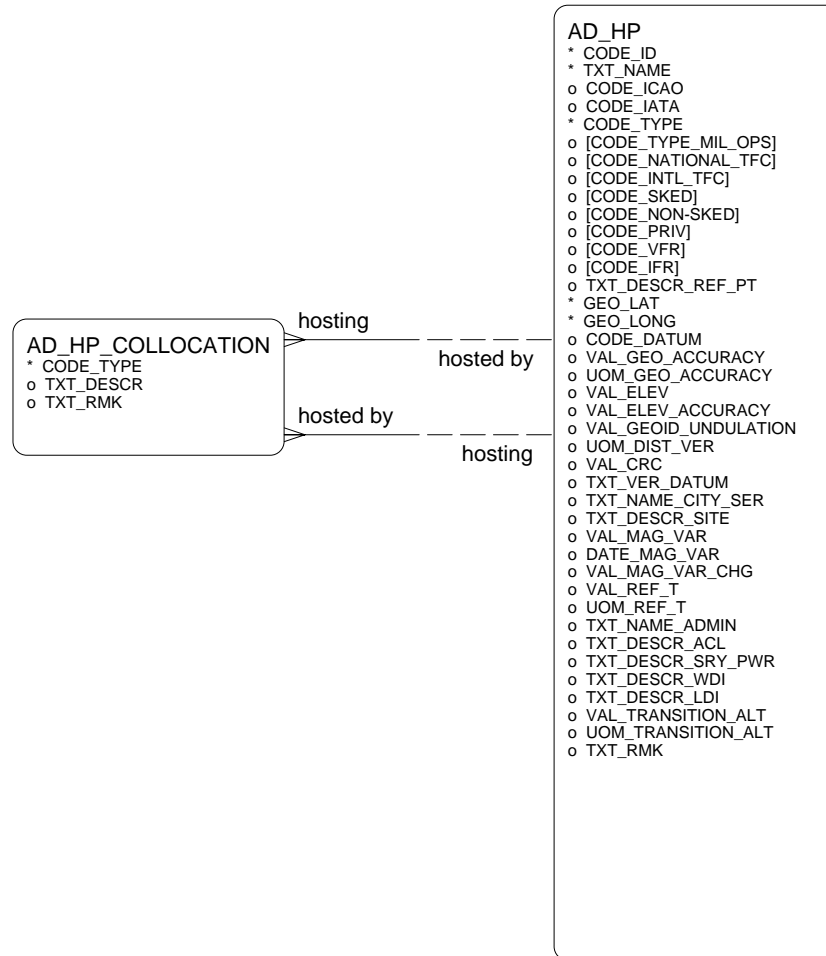 AD_HP
* CODE_ID
* TXT_NAME
o CODE_ICAO
o CODE_IATA
* CODE_TYPE
o [CODE_TYPE_MIL_OPS]
o [CODE_NATIONAL_TFC]
o [CODE_INTL_TFC]
o [CODE_SKED]
o [CODE_NON-SKED]
o [CODE_PRIV]
o [CODE_VFR]
o [CODE_IFR]
o TXT_DESCR_REF_PT
* GEO_LAT
* GEO_LONG
o CODE_DATUM
o VAL_GEO_ACCURACY
o UOM_GEO_ACCURACY
o VAL_ELEV
o VAL_ELEV_ACCURACY
o VAL_GEOID_UNDULATION
o UOM_DIST_VER
o VAL_CRC
o TXT_VER_DATUM
o TXT_NAME_CITY_SER
o TXT_DESCR_SITE
o VAL_MAG_VAR
o DATE_MAG_VAR
o VAL_MAG_VAR_CHG
o VAL_REF_T
o UOM_REF_T
o TXT_NAME_ADMIN
o TXT_DESCR_ACL
o TXT_DESCR_SRY_PWR
o TXT_DESCR_WDI
o TXT_DESCR_LDI
o VAL_TRANSITION_ALT
o UOM_TRANSITION_ALT
o TXT_RMK
AD_HP_COLLOCATION
* CODE_TYPE
o TXT_DESCR
o TXT_RMK
hosting
hosted by
hosted by
hosting